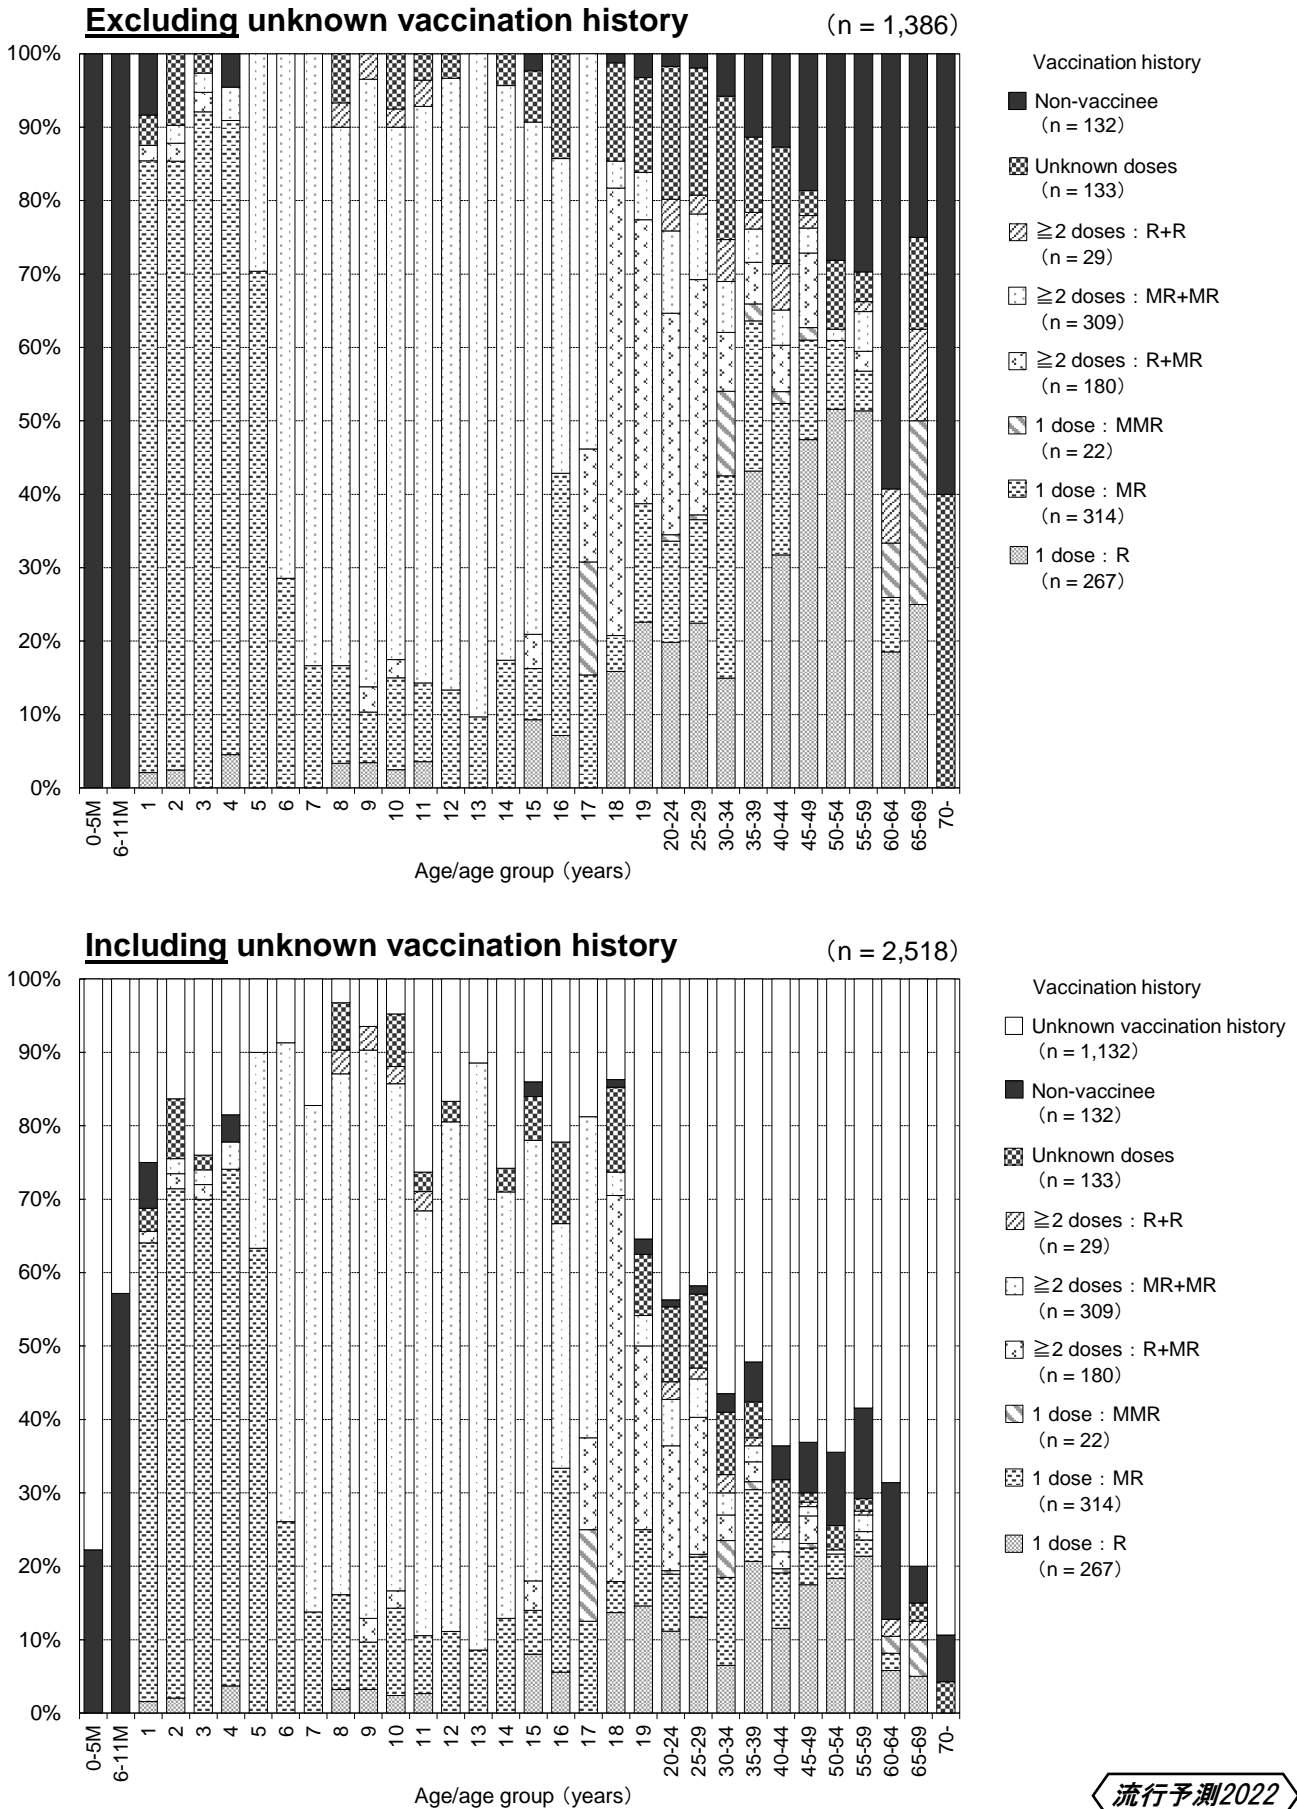 Excluding unknown vaccination history
(n = 1,386)
100%
90%
80%
70%
60%
50%
40%
30%
20%
10%
0%
0-5M
6-11M
1
2
3
4
5
6
7
8
9
10
11
12
13
14
15
16
17
18
19
20-24
25-29
30-34
35-39
40-44
45-49
50-54
55-59
60-64
65-69
70-
Age/age group（years）
Vaccination history
Non-vaccinee
（n = 132）
Unknown doses
（n = 133）
≧2 doses : R+R
（n = 29）
≧2 doses : MR+MR
（n = 309）
≧2 doses : R+MR
（n = 180）
1 dose : MMR
（n = 22）
1 dose : MR
（n = 314）
1 dose : R
（n = 267）
Including unknown vaccination history
（n = 2,518）
100%
90%
80%
70%
60%
50%
40%
30%
20%
10%
0%
0-5M
6-11M
1
2
3
4
5
6
7
8
9
10
11
12
13
14
15
16
17
18
19
20-24
25-29
30-34
35-39
40-44
45-49
50-54
55-59
60-64
65-69
70-
Age/age group（years）
Vaccination history
Unknown vaccination history
（n = 1,132）
Non-vaccinee
（n = 132）
Unknown doses
（n = 133）
≧2 doses : R+R
（n = 29）
≧2 doses : MR+MR
（n = 309）
≧2 doses : R+MR
（n = 180）
1 dose : MMR
（n = 22）
1 dose : MR
（n = 314）
1 dose : R
（n = 267）
流行予測2022